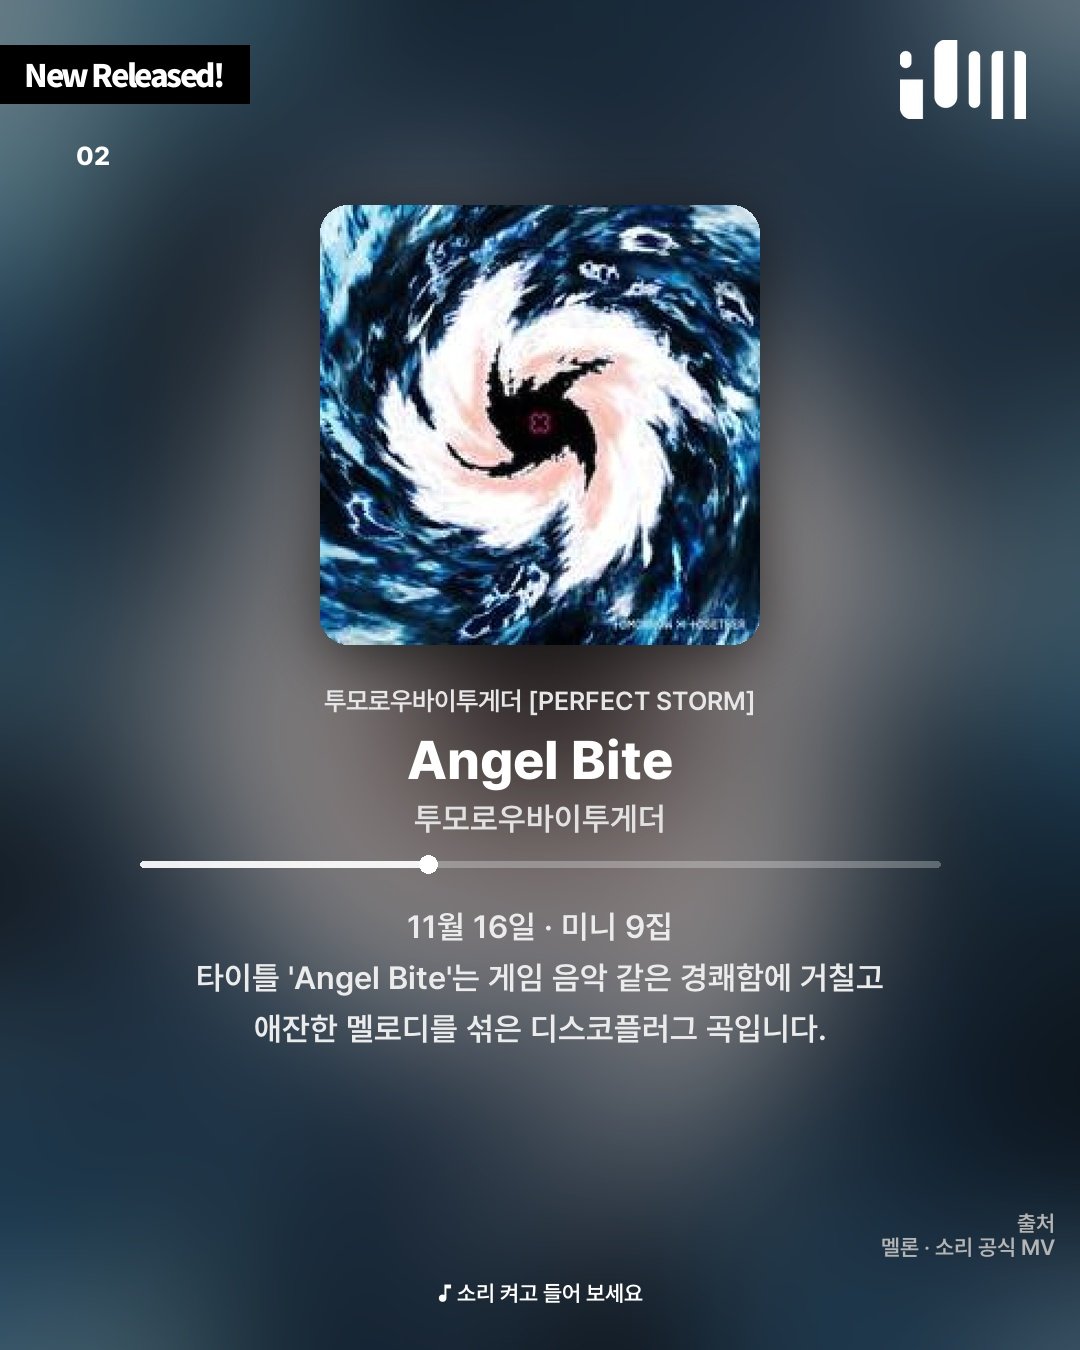 New Released!
02
TOMORROW X TOGETHER
투모로우바이투게더 [PERFECT STORM]
Angel Bite
투모로우바이투게더
11월 16일 · 미니 9집
타이틀 'Angel Bite'는 게임 음악 같은 경쾌함에 거칠고
애잔한 멜로디를 섞은 디스코플러그 곡입니다.
출처
멜론 · 소리 공식 MV
♪ 소리 켜고 들어 보세요